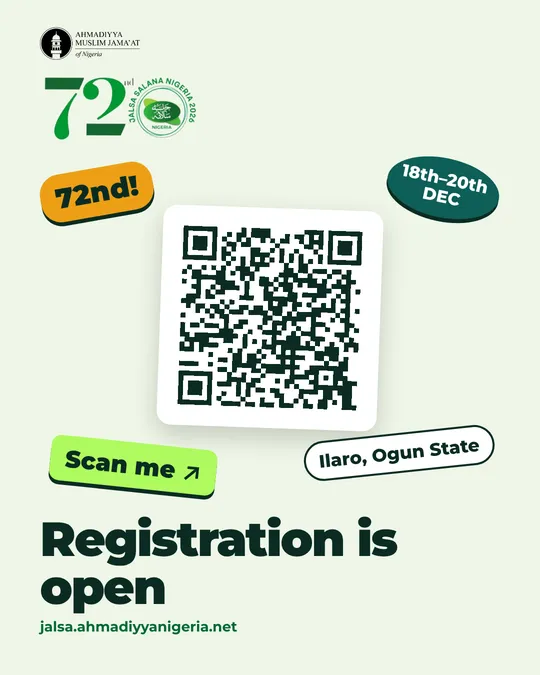 AHMADIYYA
MUSLIM JAMA'AT
of Nigeria
72nd
JALSA SALANA NIGERIA 2026
NIGERIA
72nd!
18th–20th
DEC
Scan me ↗
Ilaro, Ogun State
Registration is
open
jalsa.ahmadiyyanigeria.net